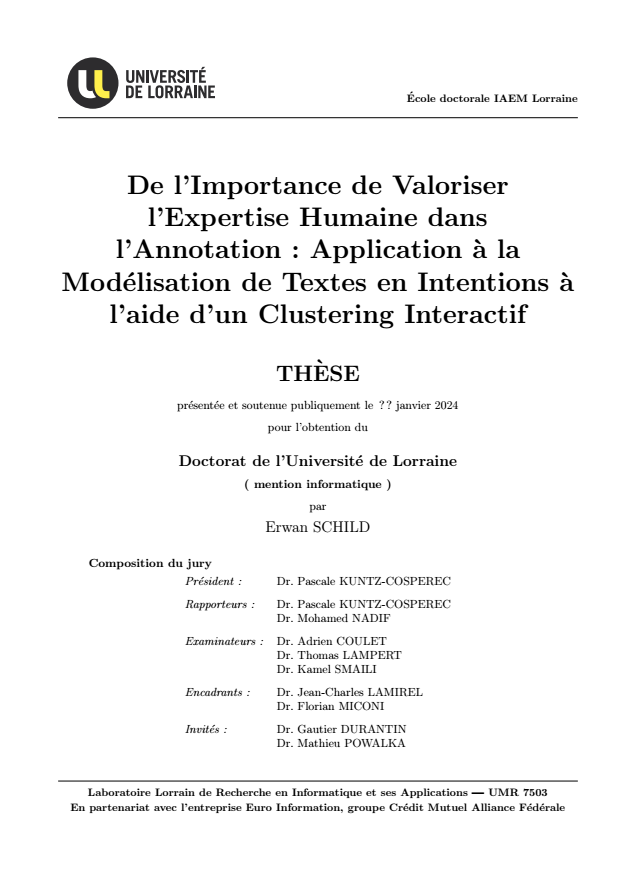 UNIVERSITÉ
DE LORRAINE
École doctorale IAEM Lorraine
De l'Importance de Valoriser
l'Expertise Humaine dans
l'Annotation : Application à la
Modélisation de Textes en Intentions à
l'aide d'un Clustering Interactif
THÈSE
présentée et soutenue publiquement le ?? janvier 2024
pour l'obtention du
Doctorat de l'Université de Lorraine
( mention informatique )
par
Erwan SCHILD
Composition du jury
Président : Dr. Pascale KUNTZ-COSPEREC
Rapporteurs : Dr. Pascale KUNTZ-COSPEREC
Dr. Mohamed NADIF
Examinateurs : Dr. Adrien COULET
Dr. Thomas LAMPERT
Dr. Kamel SMAILI
Encadrants : Dr. Jean-Charles LAMIREL
Dr. Florian MICONI
Invités : Dr. Gautier DURANTIN
Dr. Mathieu POWALKA
Laboratoire Lorrain de Recherche en Informatique et ses Applications — UMR 7503
En partenariat avec l'entreprise Euro Information, groupe Crédit Mutuel Alliance Fédérale